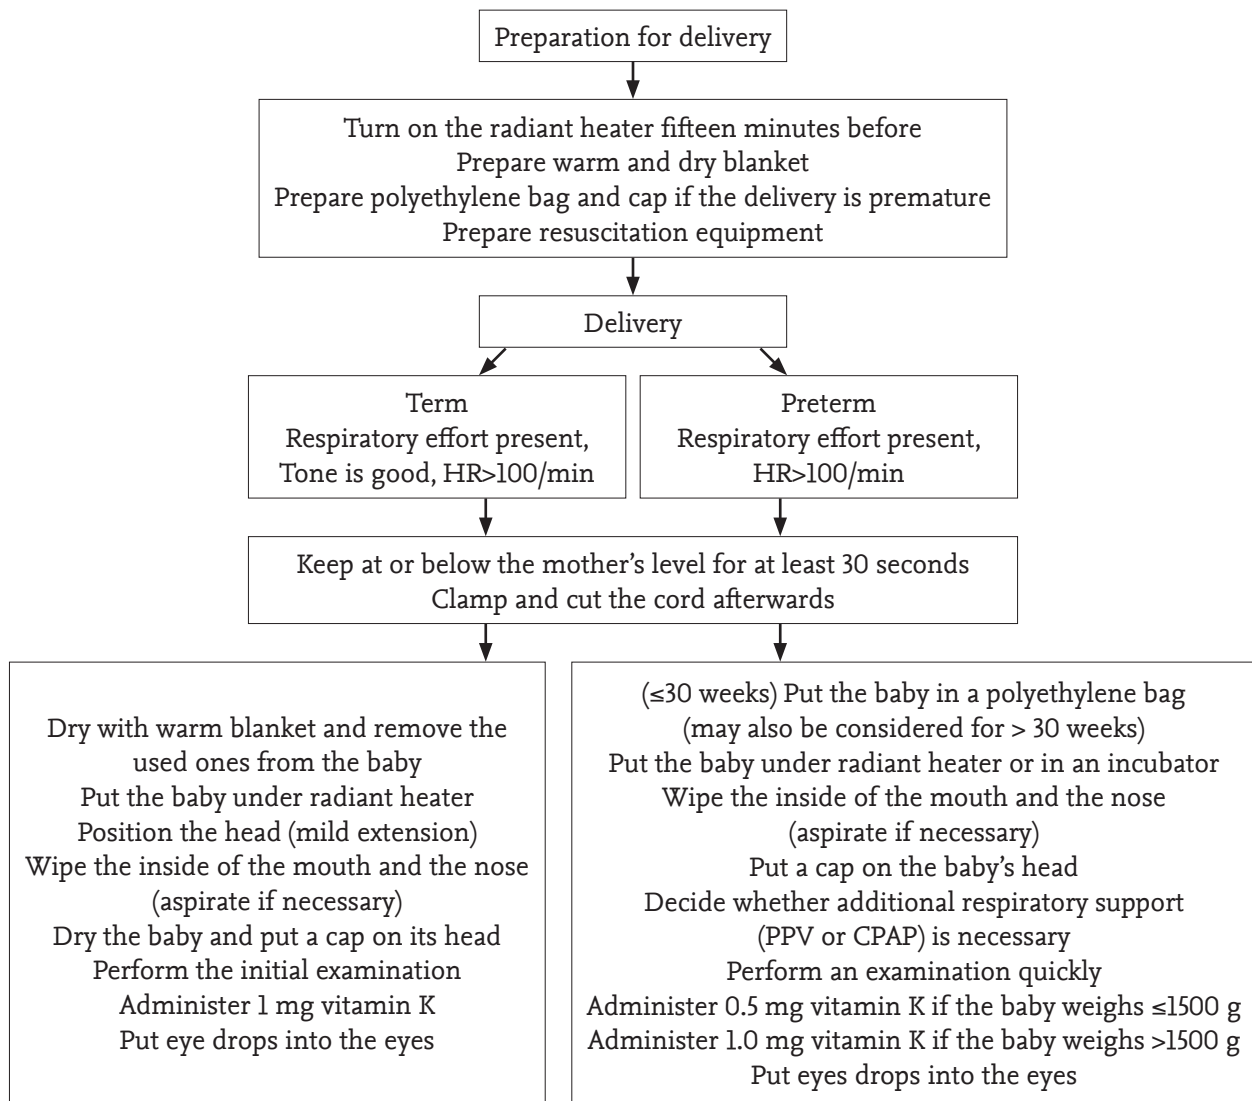 Preparation for delivery
Turn on the radiant heater fifteen minutes before
Prepare warm and dry blanket
Prepare polyethylene bag and cap if the delivery is premature
Prepare resuscitation equipment
Delivery
Term
Respiratory effort present,
Tone is good, HR>100/min
Preterm
Respiratory effort present,
HR>100/min
Keep at or below the mother’s level for at least 30 seconds
Clamp and cut the cord afterwards
Dry with warm blanket and remove the
used ones from the baby
Put the baby under radiant heater
Position the head (mild extension)
Wipe the inside of the mouth and the nose
(aspirate if necessary)
Dry the baby and put a cap on its head
Perform the initial examination
Administer 1 mg vitamin K
Put eye drops into the eyes
(≤30 weeks) Put the baby in a polyethylene bag
(may also be considered for > 30 weeks)
Put the baby under radiant heater or in an incubator
Wipe the inside of the mouth and the nose
(aspirate if necessary)
Put a cap on the baby’s head
Decide whether additional respiratory support
(PPV or CPAP) is necessary
Perform an examination quickly
Administer 0.5 mg vitamin K if the baby weighs ≤1500 g
Administer 1.0 mg vitamin K if the baby weighs >1500 g
Put eyes drops into the eyes